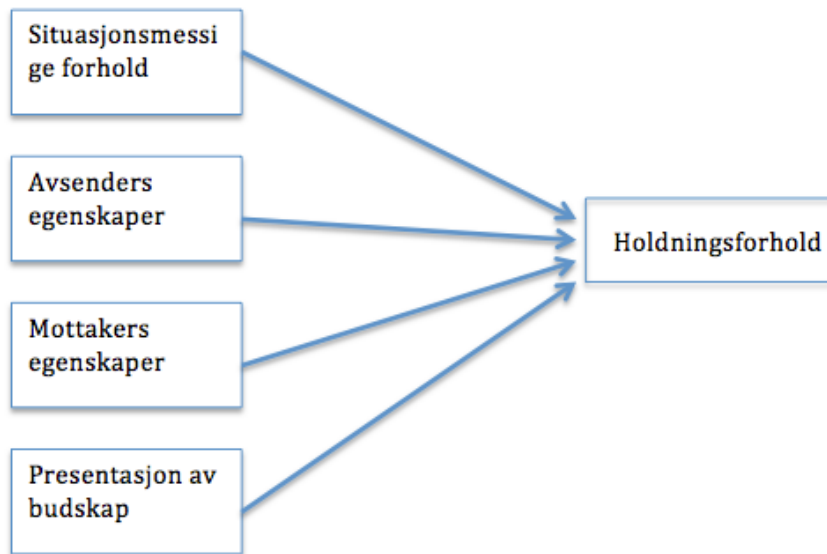 Situasjonsmessi
ge forhold
Avsenders
egenskaper
Mottakers
egenskaper
Presentasjon av
budskap
Holdningsforhold